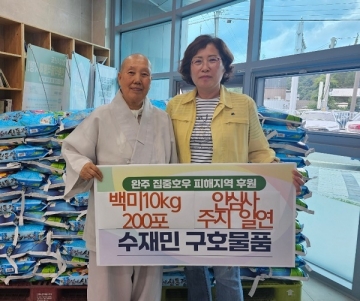 완주 집중호우 피해지역 후원
백미10kg 안심사
200포 주지 일연
수재민 구호물품